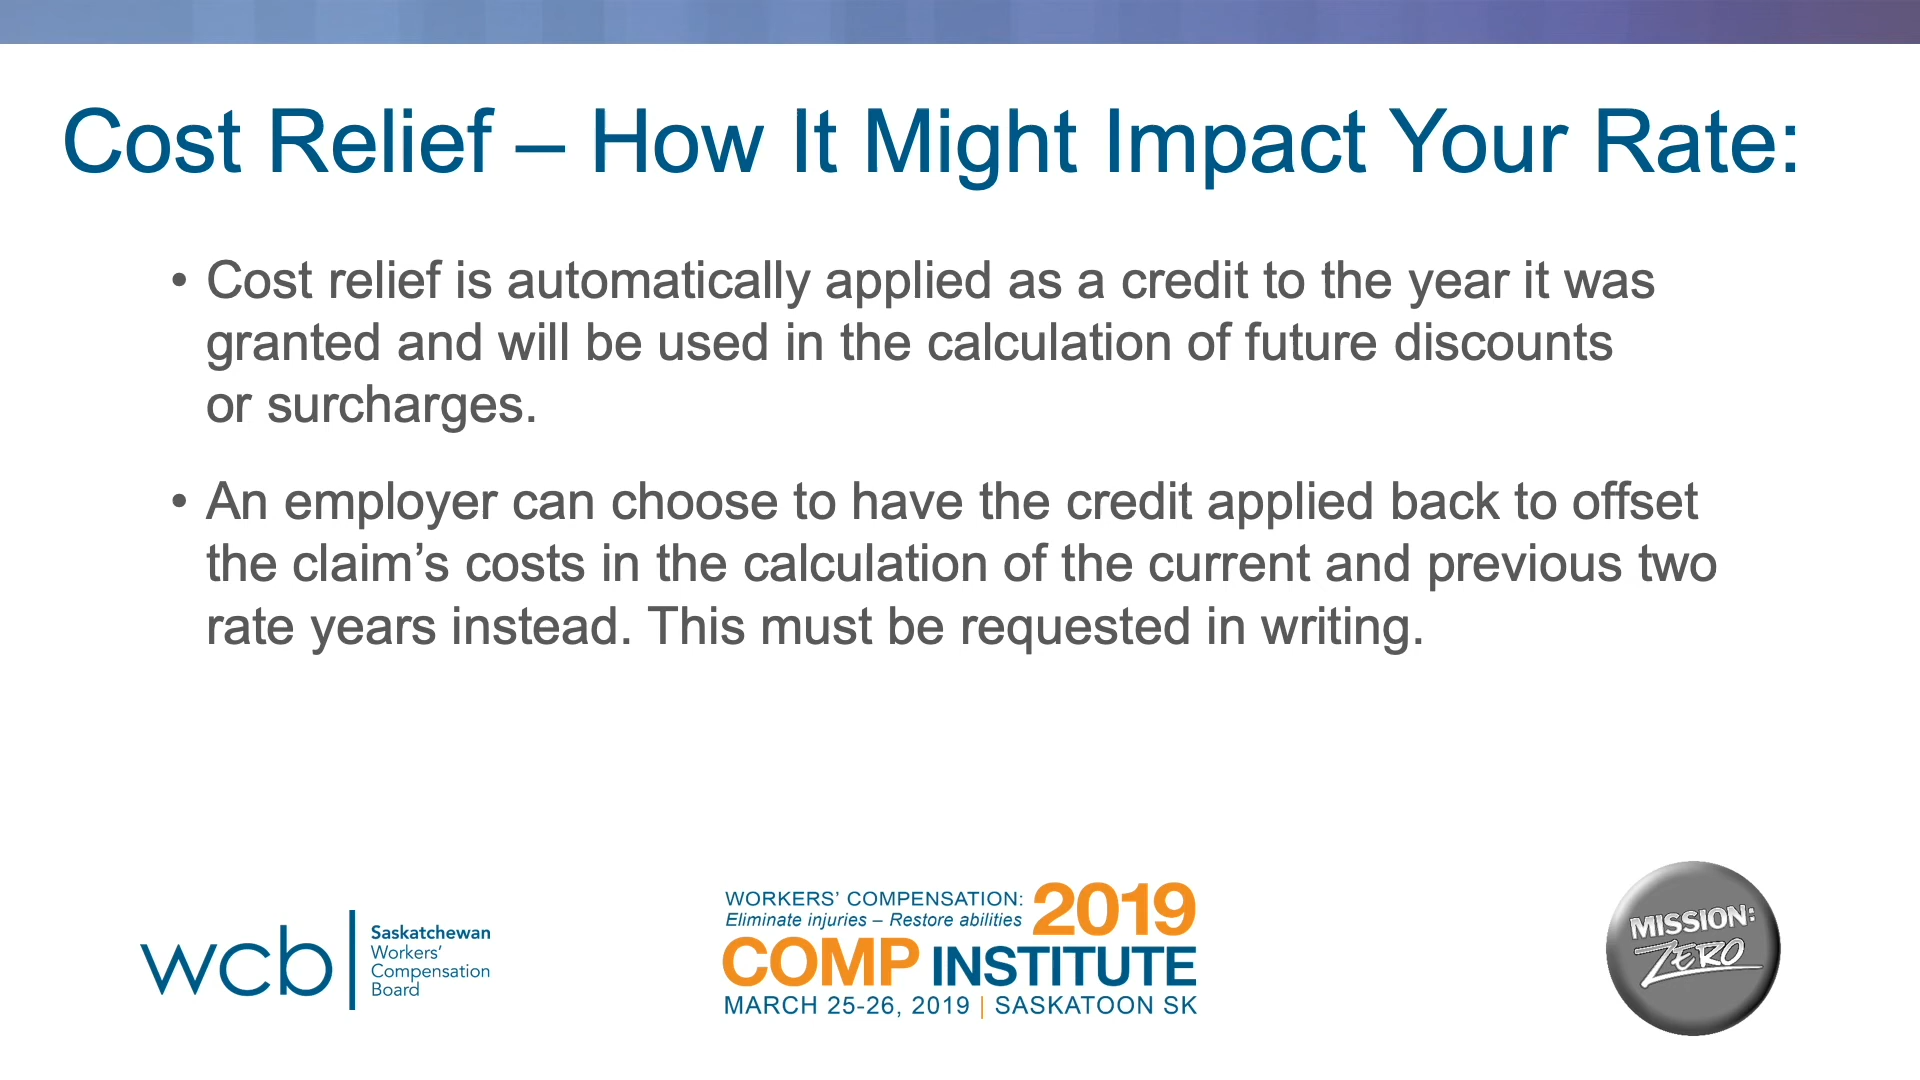 Cost Relief – How It Might Impact Your Rate:
• Cost relief is automatically applied as a credit to the year it was
granted and will be used in the calculation of future discounts
or surcharges.
• An employer can choose to have the credit applied back to offset
the claim’s costs in the calculation of the current and previous two
rate years instead. This must be requested in writing.
wcb
Saskatchewan
Workers’
Compensation
Board
WORKERS’ COMPENSATION:
Eliminate injuries – Restore abilities
2019
COMP INSTITUTE
MARCH 25-26, 2019 | SASKATOON SK
MISSION:
ZERO